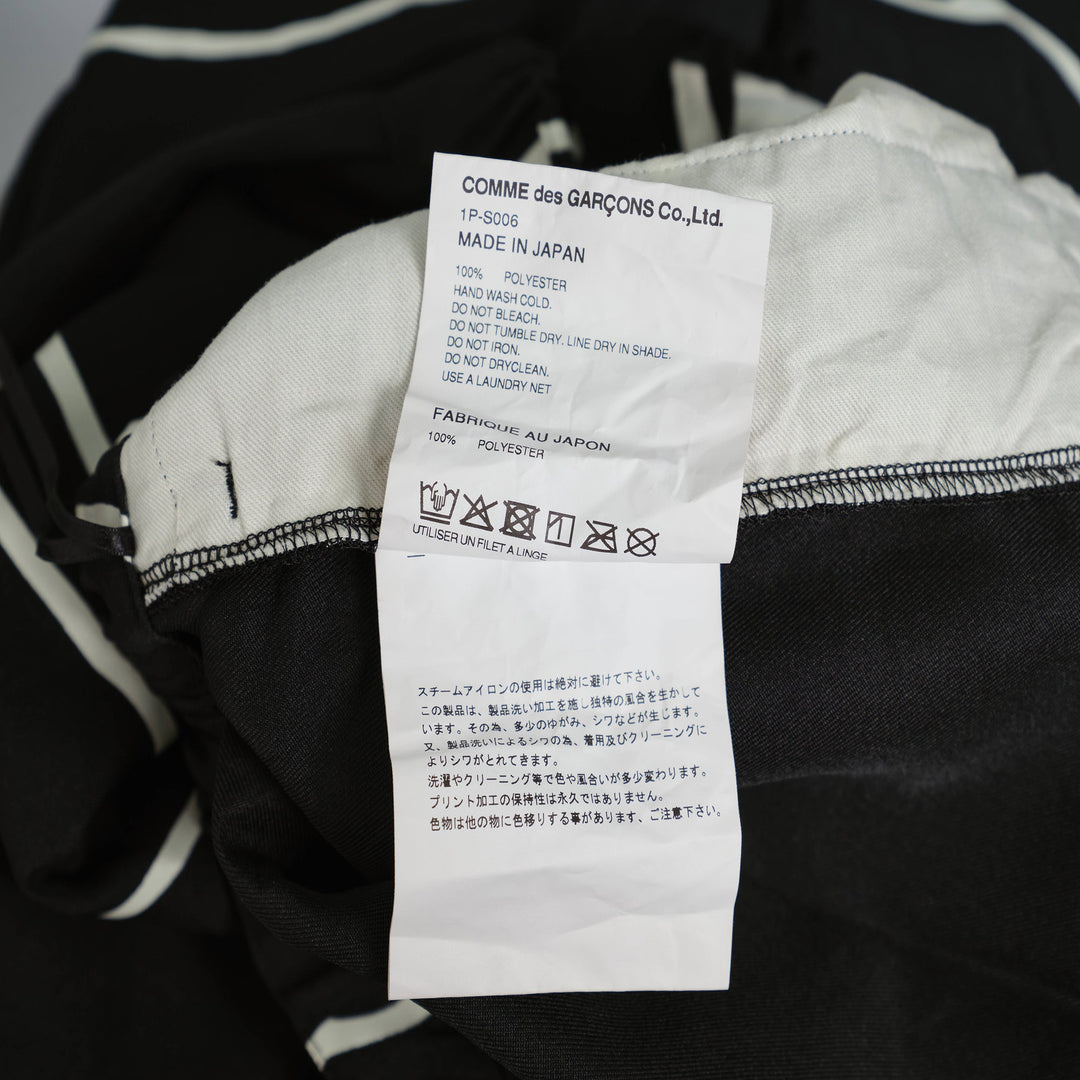 COMME des GARÇONS Co.,Ltd.
1P-S006
MADE IN JAPAN
100% POLYESTER
HAND WASH COLD.
DO NOT BLEACH.
DO NOT TUMBLE DRY. LINE DRY IN SHADE.
DO NOT IRON.
DO NOT DRYCLEAN.
USE A LAUNDRY NET
FABRIQUE AU JAPON
100% POLYESTER
UTILISER UN FILET A LINGE
スチームアイロンの使用は絶対に避けて下さい。
この製品は、製品洗い加工を施し独特の風合を生かして
います。その為、多少のゆがみ、シワなどが生じます。
又、製品洗いによるシワの為、着用及びクリーニングに
よりシワがとれてきます。
洗濯やクリーニング等で色や風合いが多少変わります。
プリント加工の保持性は永久ではありません。
色物は他の物に色移りする事があります、ご注意下さい。